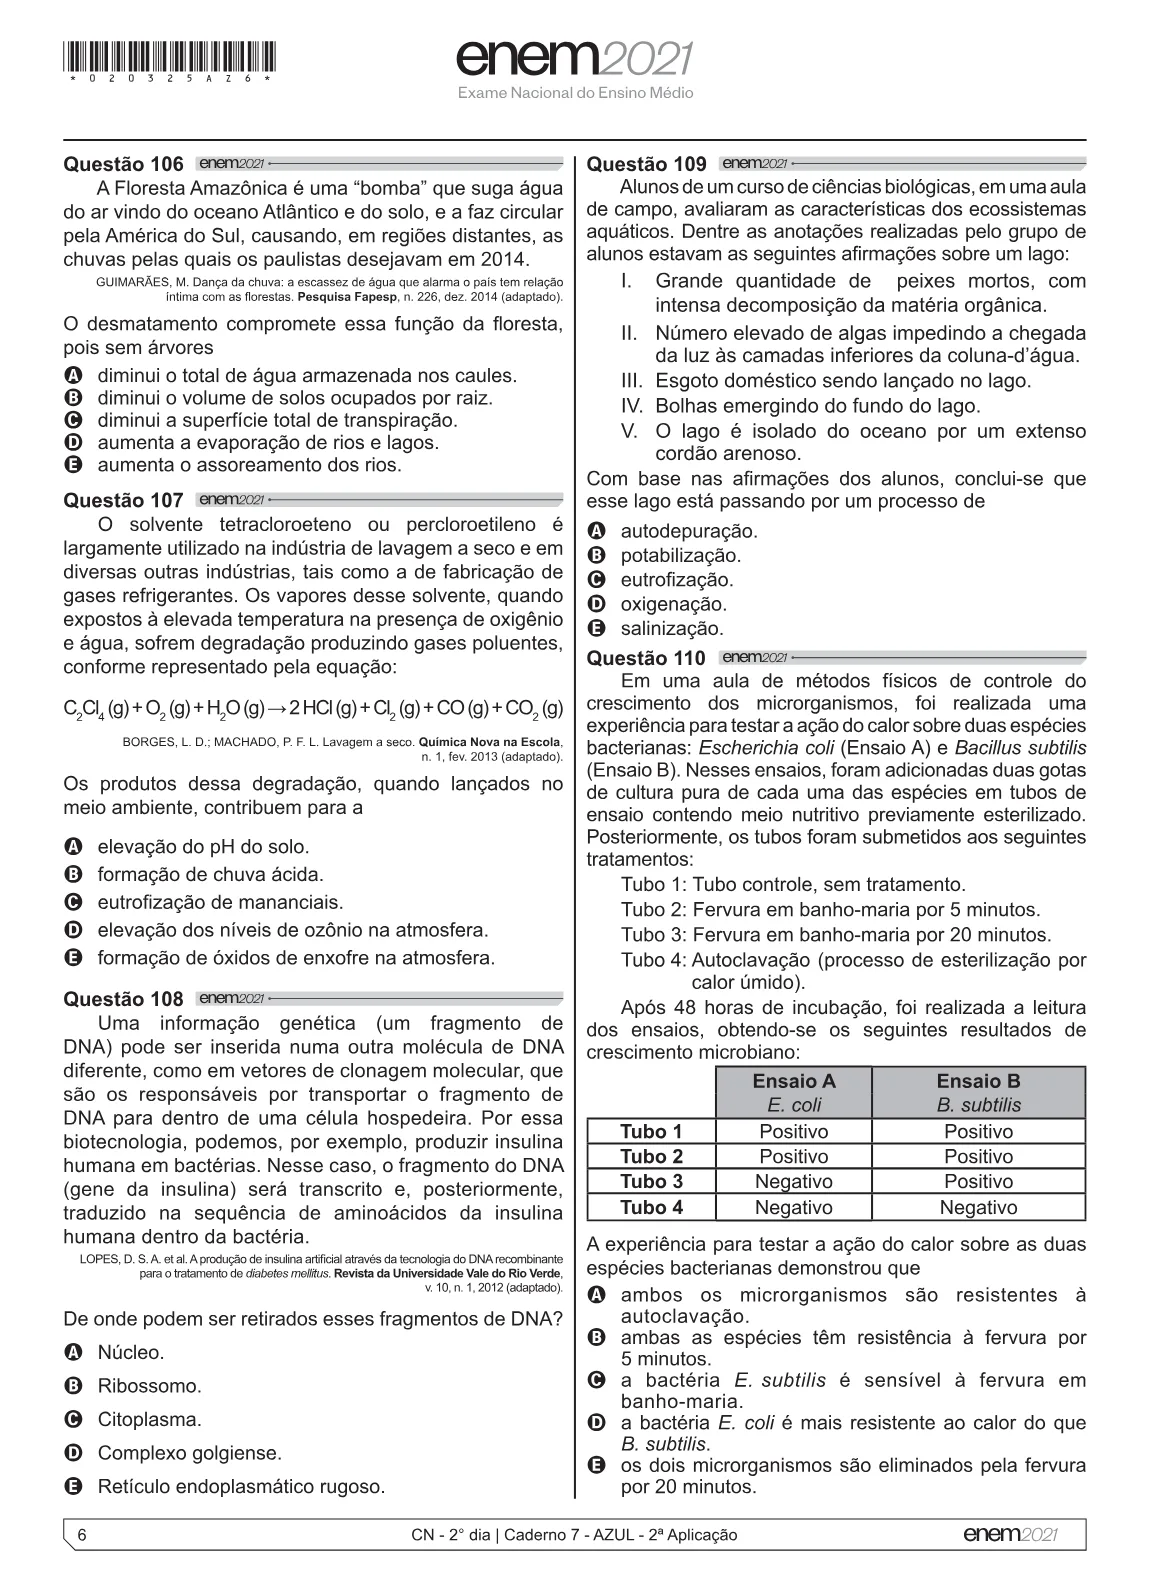 *020325AZ6*
enem2021
Exame Nacional do Ensino Médio
Questão 106 enem2021
A Floresta Amazônica é uma “bomba” que suga água
do ar vindo do oceano Atlântico e do solo, e a faz circular
pela América do Sul, causando, em regiões distantes, as
chuvas pelas quais os paulistas desejavam em 2014.
GUIMARÃES, M. Dança da chuva: a escassez de água que alarma o país tem relação
íntima com as florestas. Pesquisa Fapesp, n. 226, dez. 2014 (adaptado).
O desmatamento compromete essa função da floresta,
pois sem árvores
A diminui o total de água armazenada nos caules.
B diminui o volume de solos ocupados por raiz.
C diminui a superfície total de transpiração.
D aumenta a evaporação de rios e lagos.
E aumenta o assoreamento dos rios.
Questão 107 enem2021
O solvente tetracloroeteno ou percloroetileno é
largamente utilizado na indústria de lavagem a seco e em
diversas outras indústrias, tais como a de fabricação de
gases refrigerantes. Os vapores desse solvente, quando
expostos à elevada temperatura na presença de oxigênio
e água, sofrem degradação produzindo gases poluentes,
conforme representado pela equação:
C₂Cl₄ (g) + O₂ (g) + H₂O (g) → 2 HCl (g) + Cl₂ (g) + CO (g) + CO₂ (g)
BORGES, L. D.; MACHADO, P. F. L. Lavagem a seco. Química Nova na Escola,
n. 1, fev. 2013 (adaptado).
Os produtos dessa degradação, quando lançados no
meio ambiente, contribuem para a
A elevação do pH do solo.
B formação de chuva ácida.
C eutrofização de mananciais.
D elevação dos níveis de ozônio na atmosfera.
E formação de óxidos de enxofre na atmosfera.
Questão 108 enem2021
Uma informação genética (um fragmento de
DNA) pode ser inserida numa outra molécula de DNA
diferente, como em vetores de clonagem molecular, que
são os responsáveis por transportar o fragmento de
DNA para dentro de uma célula hospedeira. Por essa
biotecnologia, podemos, por exemplo, produzir insulina
humana em bactérias. Nesse caso, o fragmento do DNA
(gene da insulina) será transcrito e, posteriormente,
traduzido na sequência de aminoácidos da insulina
humana dentro da bactéria.
LOPES, D. S. A. et al. A produção de insulina artificial através da tecnologia do DNA recombinante
para o tratamento de diabetes mellitus. Revista da Universidade Vale do Rio Verde,
v. 10, n. 1, 2012 (adaptado).
De onde podem ser retirados esses fragmentos de DNA?
A Núcleo.
B Ribossomo.
C Citoplasma.
D Complexo golgiense.
E Retículo endoplasmático rugoso.
Questão 109 enem2021
Alunos de um curso de ciências biológicas, em uma aula
de campo, avaliaram as características dos ecossistemas
aquáticos. Dentre as anotações realizadas pelo grupo de
alunos estavam as seguintes afirmações sobre um lago:
I. Grande quantidade de peixes mortos, com
intensa decomposição da matéria orgânica.
II. Número elevado de algas impedindo a chegada
da luz às camadas inferiores da coluna-d’água.
III. Esgoto doméstico sendo lançado no lago.
IV. Bolhas emergindo do fundo do lago.
V. O lago é isolado do oceano por um extenso
cordão arenoso.
Com base nas afirmações dos alunos, conclui-se que
esse lago está passando por um processo de
A autodepuração.
B potabilização.
C eutrofização.
D oxigenação.
E salinização.
Questão 110 enem2021
Em uma aula de métodos físicos de controle do
crescimento dos microrganismos, foi realizada uma
experiência para testar a ação do calor sobre duas espécies
bacterianas: Escherichia coli (Ensaio A) e Bacillus subtilis
(Ensaio B). Nesses ensaios, foram adicionadas duas gotas
de cultura pura de cada uma das espécies em tubos de
ensaio contendo meio nutritivo previamente esterilizado.
Posteriormente, os tubos foram submetidos aos seguintes
tratamentos:
Tubo 1: Tubo controle, sem tratamento.
Tubo 2: Fervura em banho-maria por 5 minutos.
Tubo 3: Fervura em banho-maria por 20 minutos.
Tubo 4: Autoclavação (processo de esterilização por
calor úmido).
Após 48 horas de incubação, foi realizada a leitura
dos ensaios, obtendo-se os seguintes resultados de
crescimento microbiano:
Ensaio A Ensaio B
E. coli B. subtilis
Tubo 1 Positivo Positivo
Tubo 2 Positivo Positivo
Tubo 3 Negativo Positivo
Tubo 4 Negativo Negativo
A experiência para testar a ação do calor sobre as duas
espécies bacterianas demonstrou que
A ambos os microrganismos são resistentes à
autoclavação.
B ambas as espécies têm resistência à fervura por
5 minutos.
C a bactéria E. subtilis é sensível à fervura em
banho-maria.
D a bactéria E. coli é mais resistente ao calor do que
B. subtilis.
E os dois microrganismos são eliminados pela fervura
por 20 minutos.
6 CN - 2° dia | Caderno 7 - AZUL - 2ª Aplicação enem2021